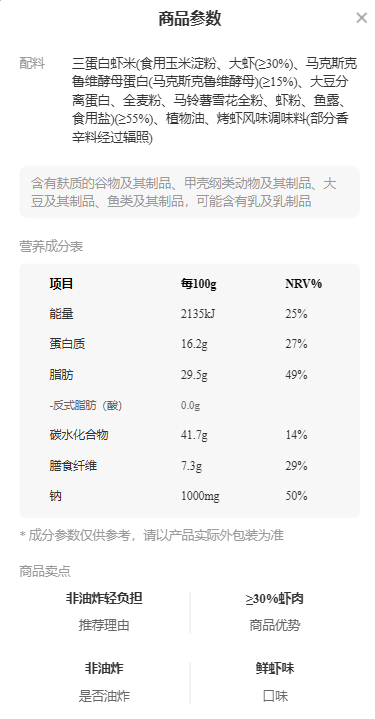 商品参数
配料
三蛋白虾米(食用玉米淀粉、大虾(≥30%)、马克斯克
鲁维酵母蛋白(马克斯克鲁维酵母)(≥15%)、大豆分
离蛋白、全麦粉、马铃薯雪花全粉、虾粉、鱼露、
食用盐)(≥55%)、植物油、烤虾风味调味料(部分香
辛料经过辐照)
含有麸质的谷物及其制品、甲壳纲类动物及其制品、大
豆及其制品、鱼类及其制品，可能含有乳及乳制品
营养成分表
项目 每100g NRV%
能量 2135kJ 25%
蛋白质 16.2g 27%
脂肪 29.5g 49%
-反式脂肪（酸） 0.0g
碳水化合物 41.7g 14%
膳食纤维 7.3g 29%
钠 1000mg 50%
* 成分参数仅供参考，请以产品实际外包装为准
商品卖点
非油炸轻负担 ≥30%虾肉
推荐理由 商品优势
非油炸 鲜虾味
是否油炸 口味